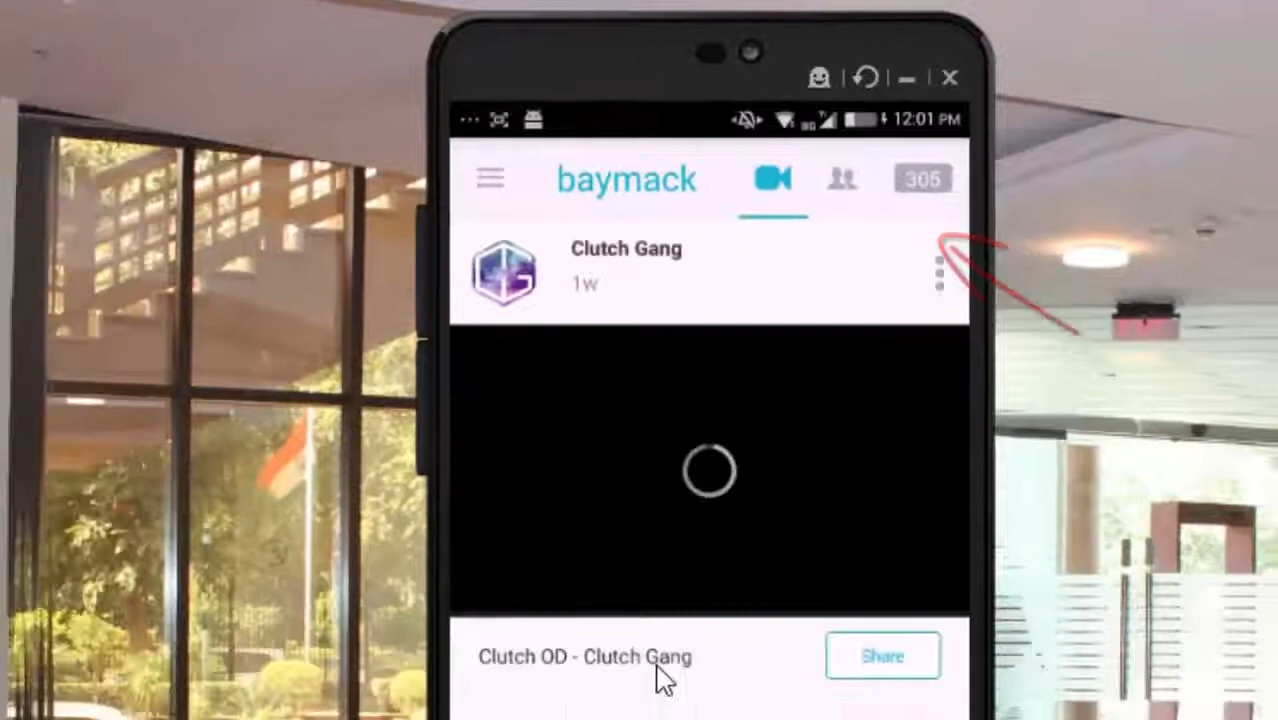 12:01 PM
baymack
305
Clutch Gang
1w
Clutch OD - Clutch Gang
Share